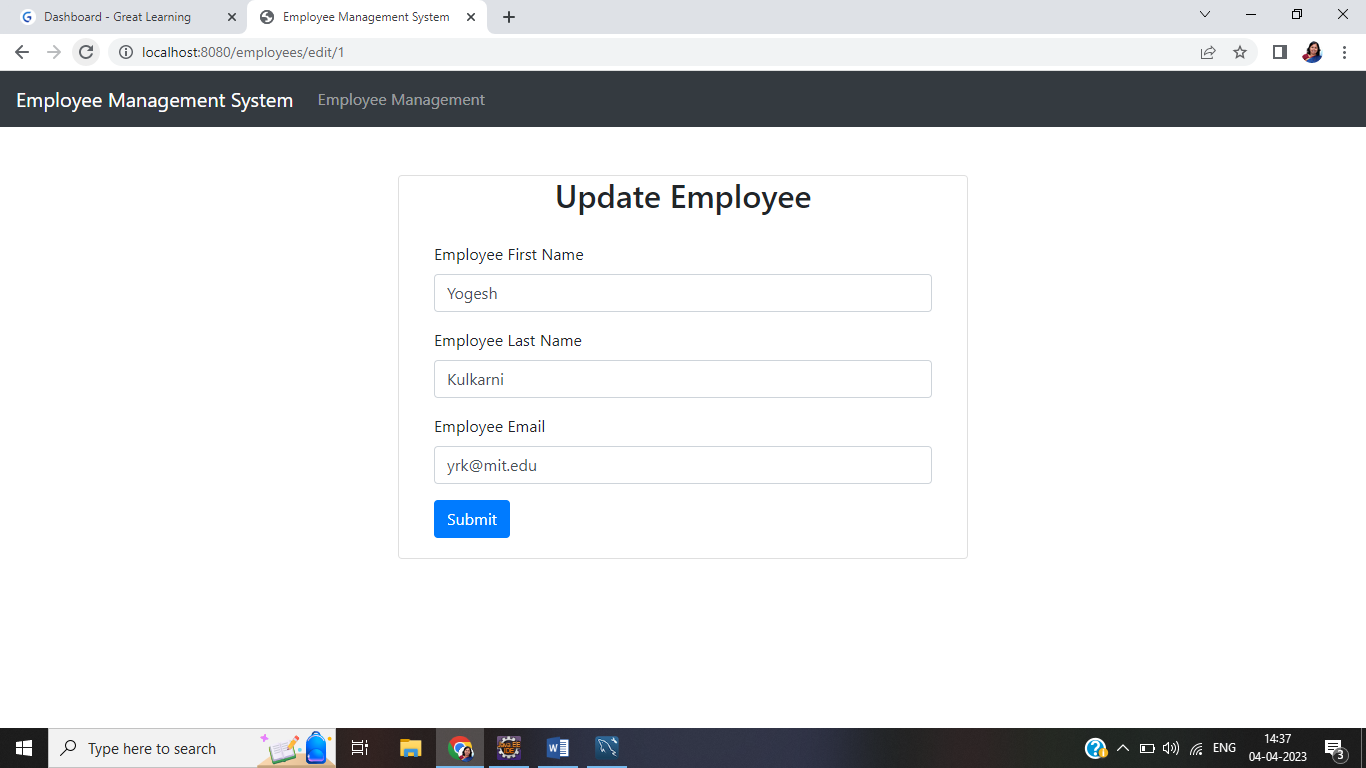 Dashboard - Great Learning
Employee Management System
localhost:8080/employees/edit/1
Employee Management System Employee Management
Update Employee
Employee First Name
Yogesh
Employee Last Name
Kulkarni
Employee Email
yrk@mit.edu
Submit
Type here to search
ENG
14:37
04-04-2023
3